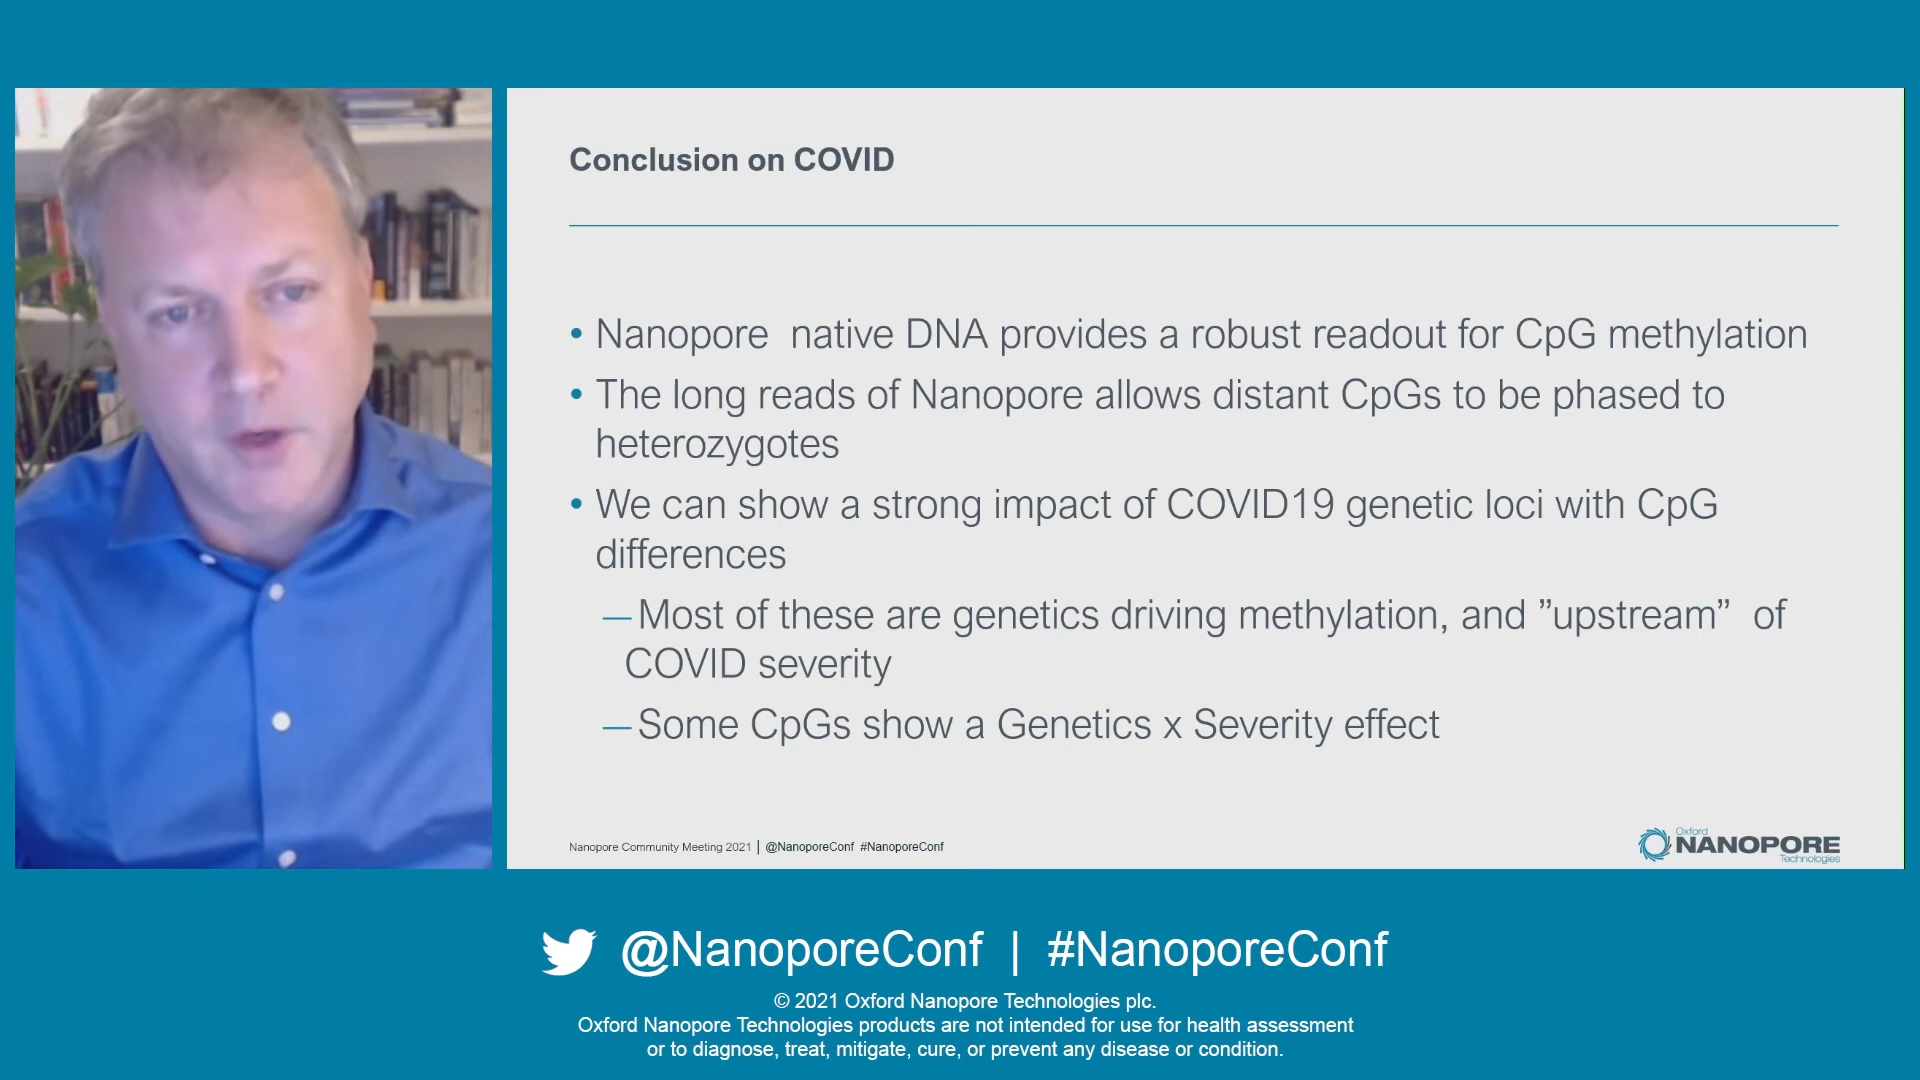 Conclusion on COVID
• Nanopore native DNA provides a robust readout for CpG methylation
• The long reads of Nanopore allows distant CpGs to be phased to
heterozygotes
• We can show a strong impact of COVID19 genetic loci with CpG
differences
—Most of these are genetics driving methylation, and ”upstream” of
COVID severity
—Some CpGs show a Genetics x Severity effect
Nanopore Community Meeting 2021 | @NanoporeConf #NanoporeConf
Oxford
NANOPORE
Technologies
@NanoporeConf | #NanoporeConf
© 2021 Oxford Nanopore Technologies plc.
Oxford Nanopore Technologies products are not intended for use for health assessment
or to diagnose, treat, mitigate, cure, or prevent any disease or condition.